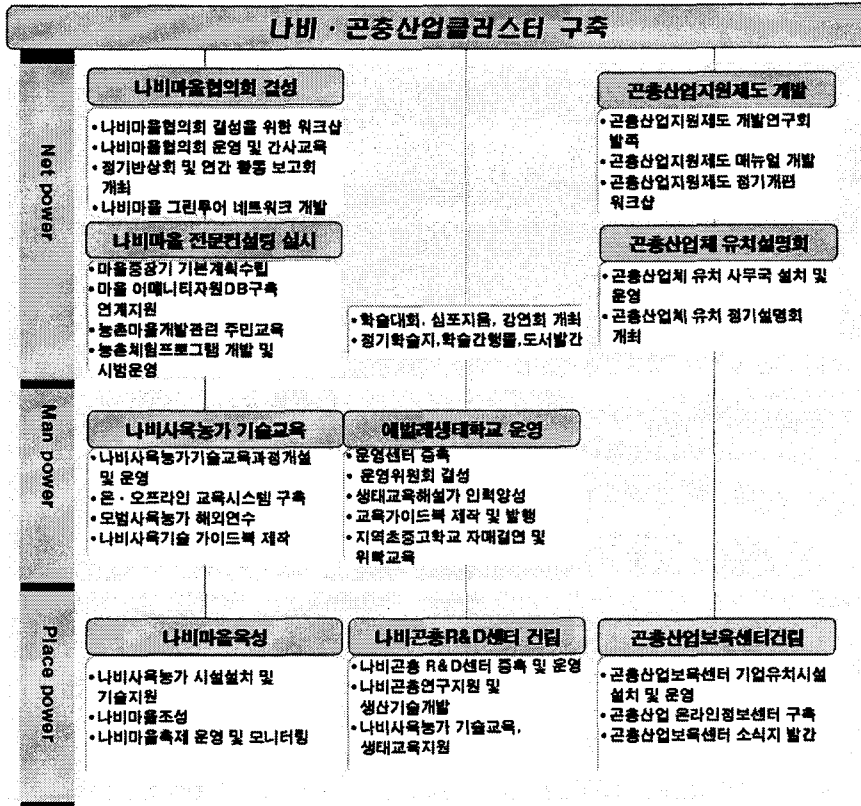 나비 · 곤충산업클러스터 구축
Net power
나비마을협의회 결성
• 나비마을협의회 결성을 위한 워크샵
• 나비마을협의회 운영 및 간사교육
• 정기반상회 및 연간 활동 보고회
개최
• 나비마을 그린투어 네트워크 개발
나비마을 전문컨설팅 실시
• 마을중장기 기본계획수립
• 마을 어메니티자원DB구축
연계지원
• 농촌마을개발관련 주민교육
• 농촌체험프로그램 개발 및
시범운영
• 학술대회, 심포지움, 강연회 개최
• 정기학술지,학술간행물,도서발간
곤충산업지원제도 개발
• 곤충산업지원제도 개발연구회
발족
• 곤충산업지원제도 매뉴얼 개발
• 곤충산업지원제도 정기개편
워크샵
곤충산업체 유치설명회
• 곤충산업체 유치 사무국 설치 및
운영
• 곤충산업체 유치 정기설명회
개최
Man power
나비사육농가 기술교육
• 나비사육농가기술교육과정개설
및 운영
• 온 · 오프라인 교육시스템 구축
• 모범사육농가 해외연수
• 나비사육기술 가이드북 제작
애벌레생태학교 운영
• 운영센터 증축
• 운영위원회 결성
• 생태교육해설가 인력양성
• 교육가이드북 제작 및 발행
• 지역초중고학교 자매결연 및
위탁교육
Place power
나비마을육성
• 나비사육농가 시설설치 및
기술지원
• 나비마을조성
• 나비마을축제 운영 및 모니터링
나비곤충R&D센터 건립
• 나비곤충 R&D센터 증축 및 운영
• 나비곤충연구지원 및
생산기술개발
• 나비사육농가 기술교육,
생태교육지원
곤충산업보육센터건립
• 곤충산업보육센터 기업유치시설
설치 및 운영
• 곤충산업 온라인정보센터 구축
• 곤충산업보육센터 소식지 발간